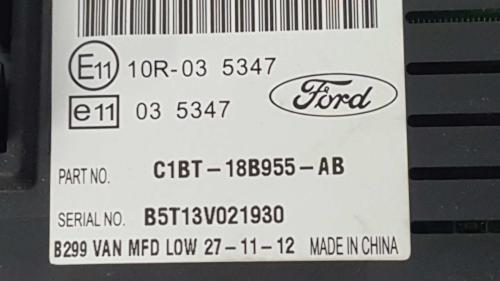 E11 10R-03 5347
e11 03 5347
Ford
PART NO. C1BT-18B955-AB
SERIAL NO. B5T13V021930
B299 VAN MFD LOW 27-11-12 MADE IN CHINA